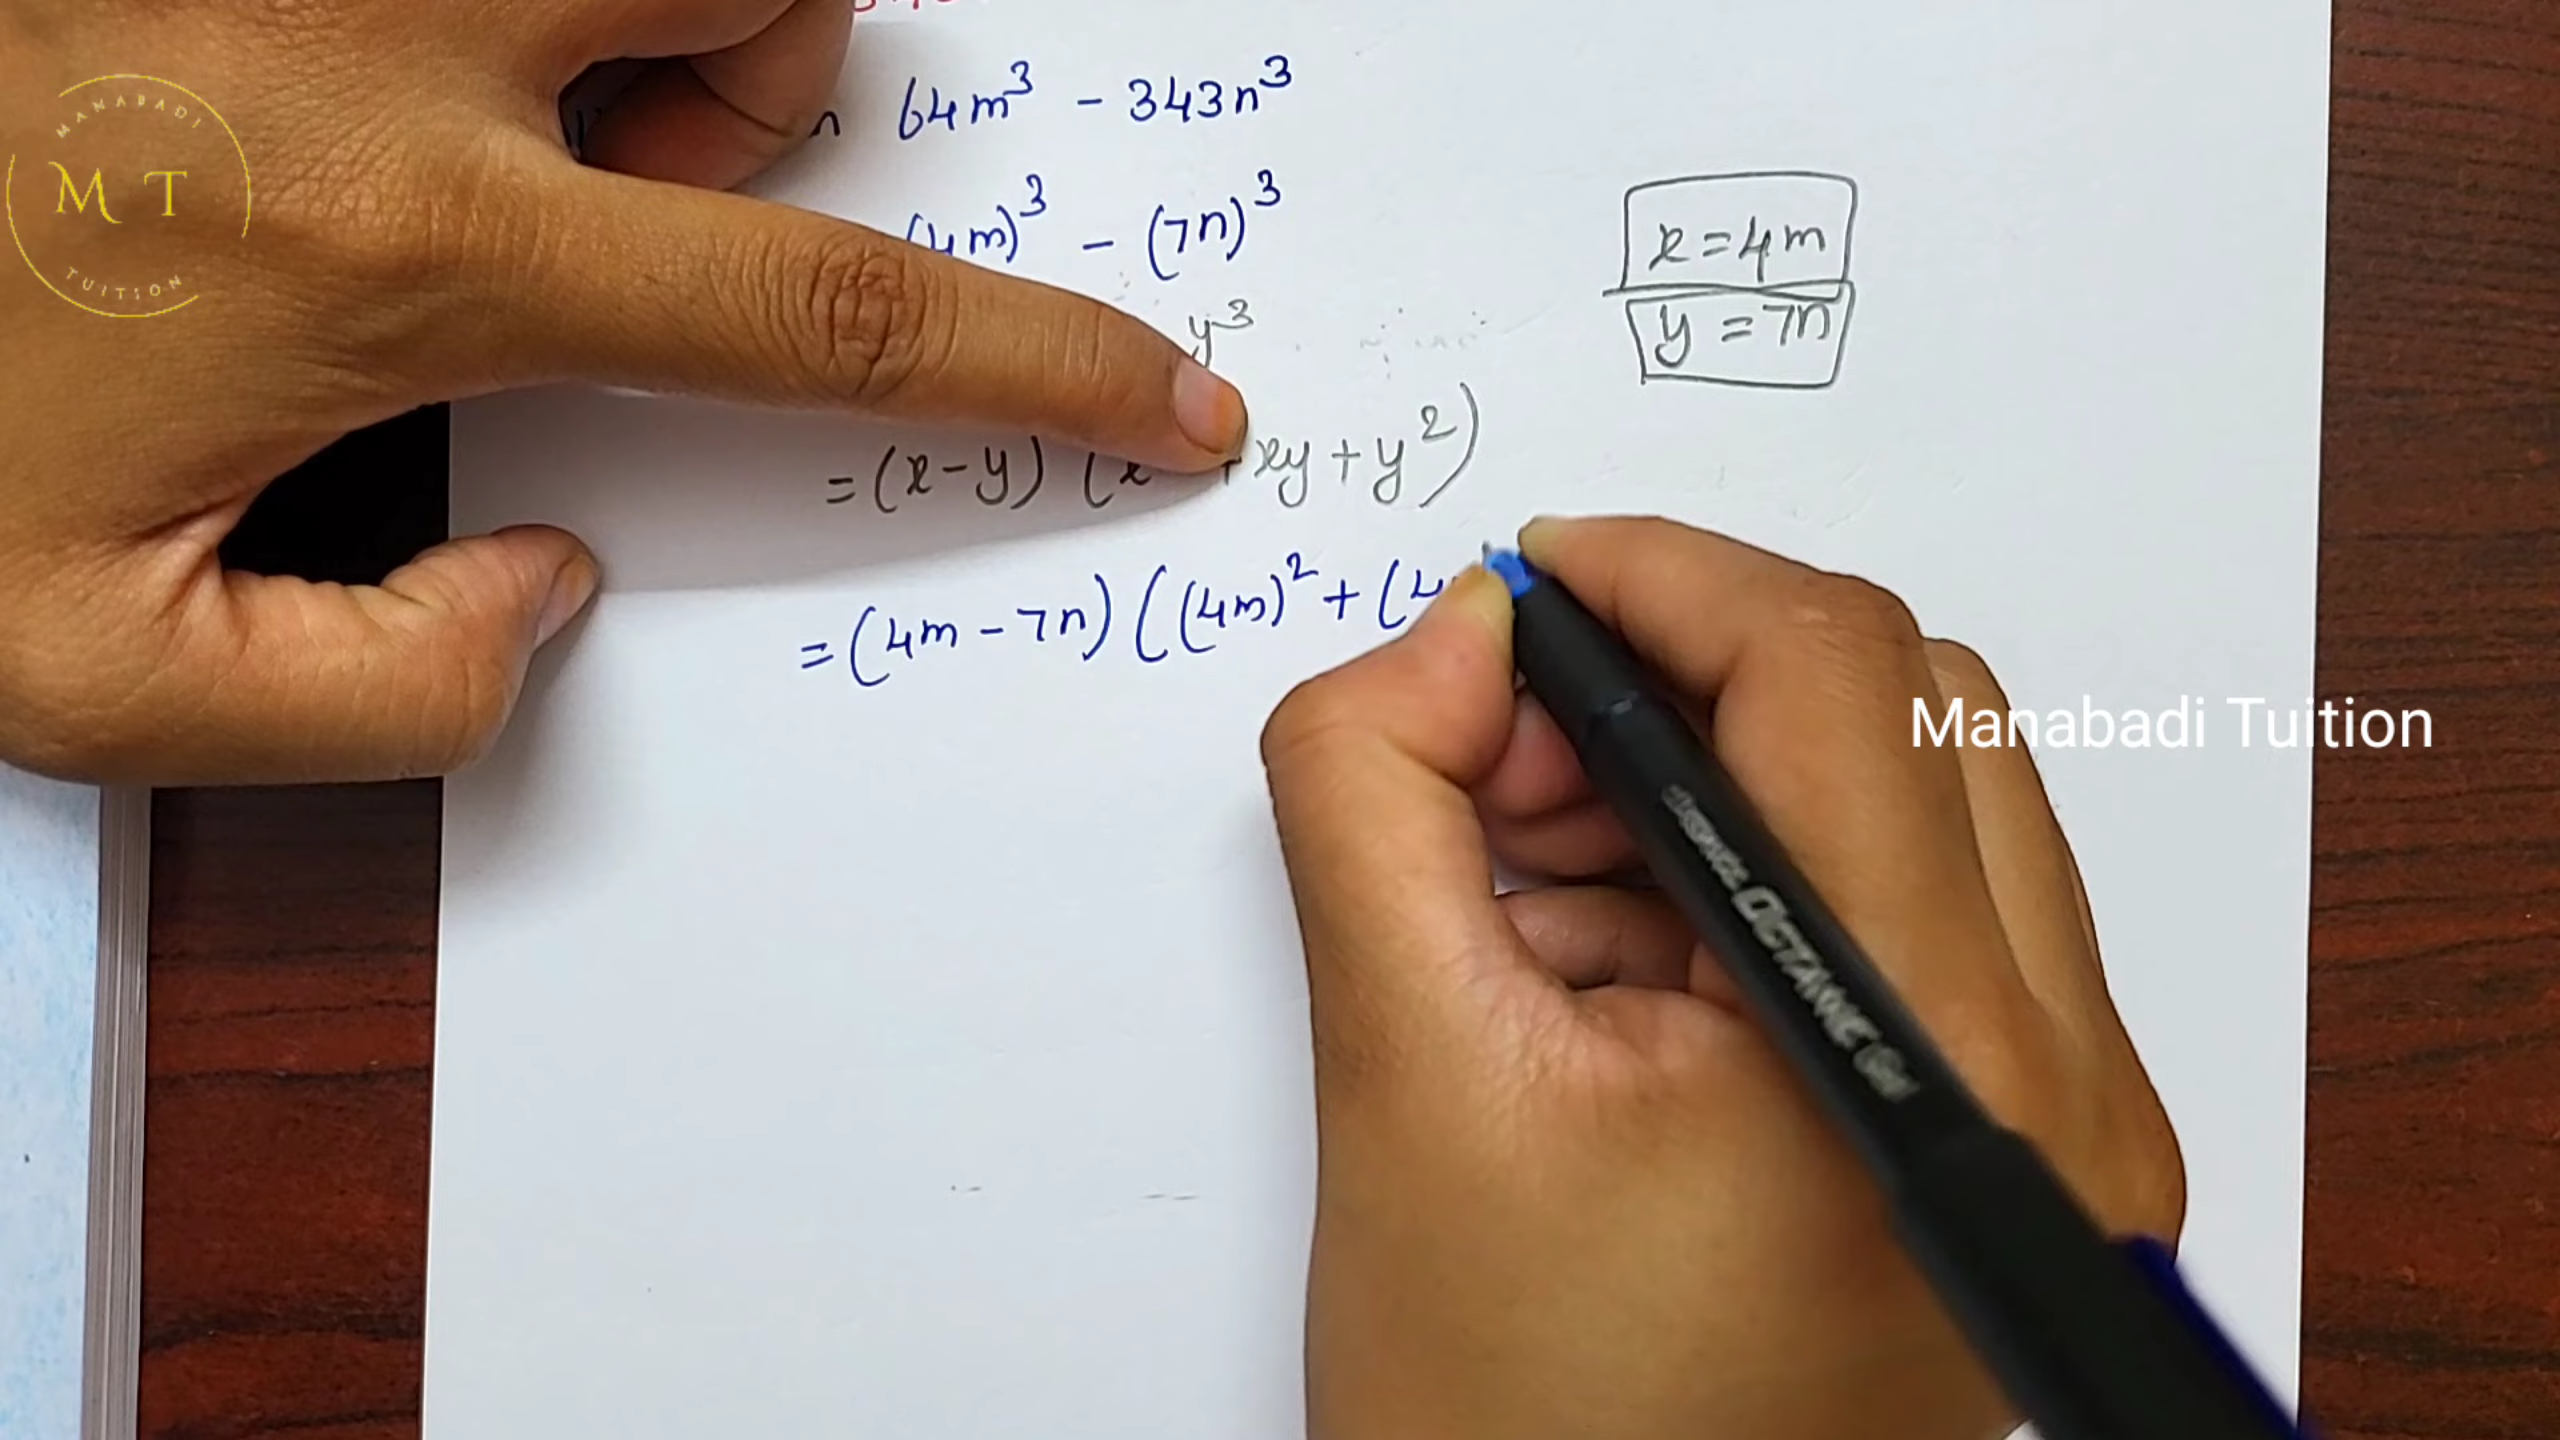 MANABADI
M T
TUITION
n 64m³ - 343n³
(4m)³ - (7n)³
x = 4m
y³
y = 7n
= (x-y) (x + xy + y²)
= (4m - 7n) ((4m)² + (4
Manabadi Tuition
OCTANE